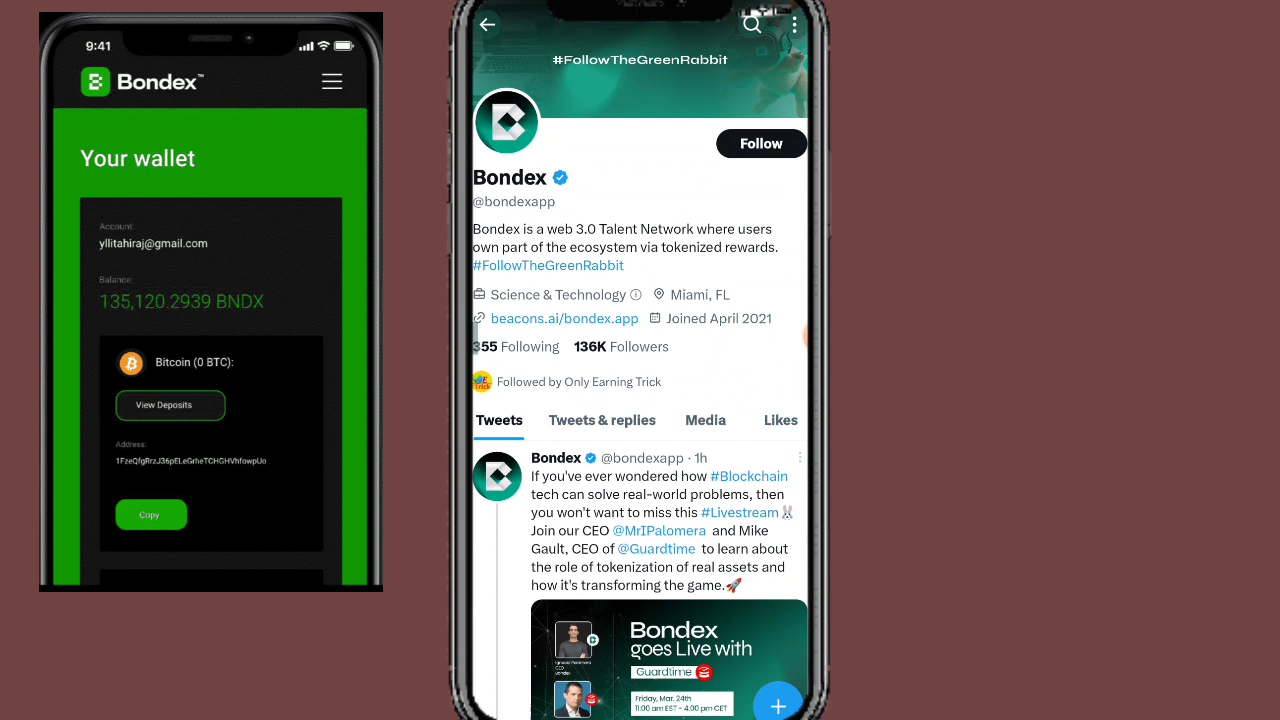 9:41
Bondex™
Your wallet
Account:
yllitahiraj@gmail.com
Balance:
135,120.2939 BNDX
Bitcoin (0 BTC):
View Deposits
Address:
1FzeQfgRrzJ36pELeGrheTCHGHVhfowpUo
Copy
#FollowTheGreenRabbit
Follow
Bondex
@bondexapp
Bondex is a web 3.0 Talent Network where users
own part of the ecosystem via tokenized rewards.
#FollowTheGreenRabbit
Science & Technology Miami, FL
beacons.ai/bondex.app Joined April 2021
355 Following 136K Followers
Followed by Only Earning Trick
Tweets Tweets & replies Media Likes
Bondex @bondexapp · 1h
If you've ever wondered how #Blockchain
tech can solve real-world problems, then
you won't want to miss this #Livestream🐰
Join our CEO @MrIPalomera and Mike
Gault, CEO of @Guardtime to learn about
the role of tokenization of real assets and
how it's transforming the game.🚀
Bondex
goes Live with
Guardtime
Ignacio Palomera
CEO
Bondex
Friday, Mar. 24th
11:00 am EST - 4:00 pm CET